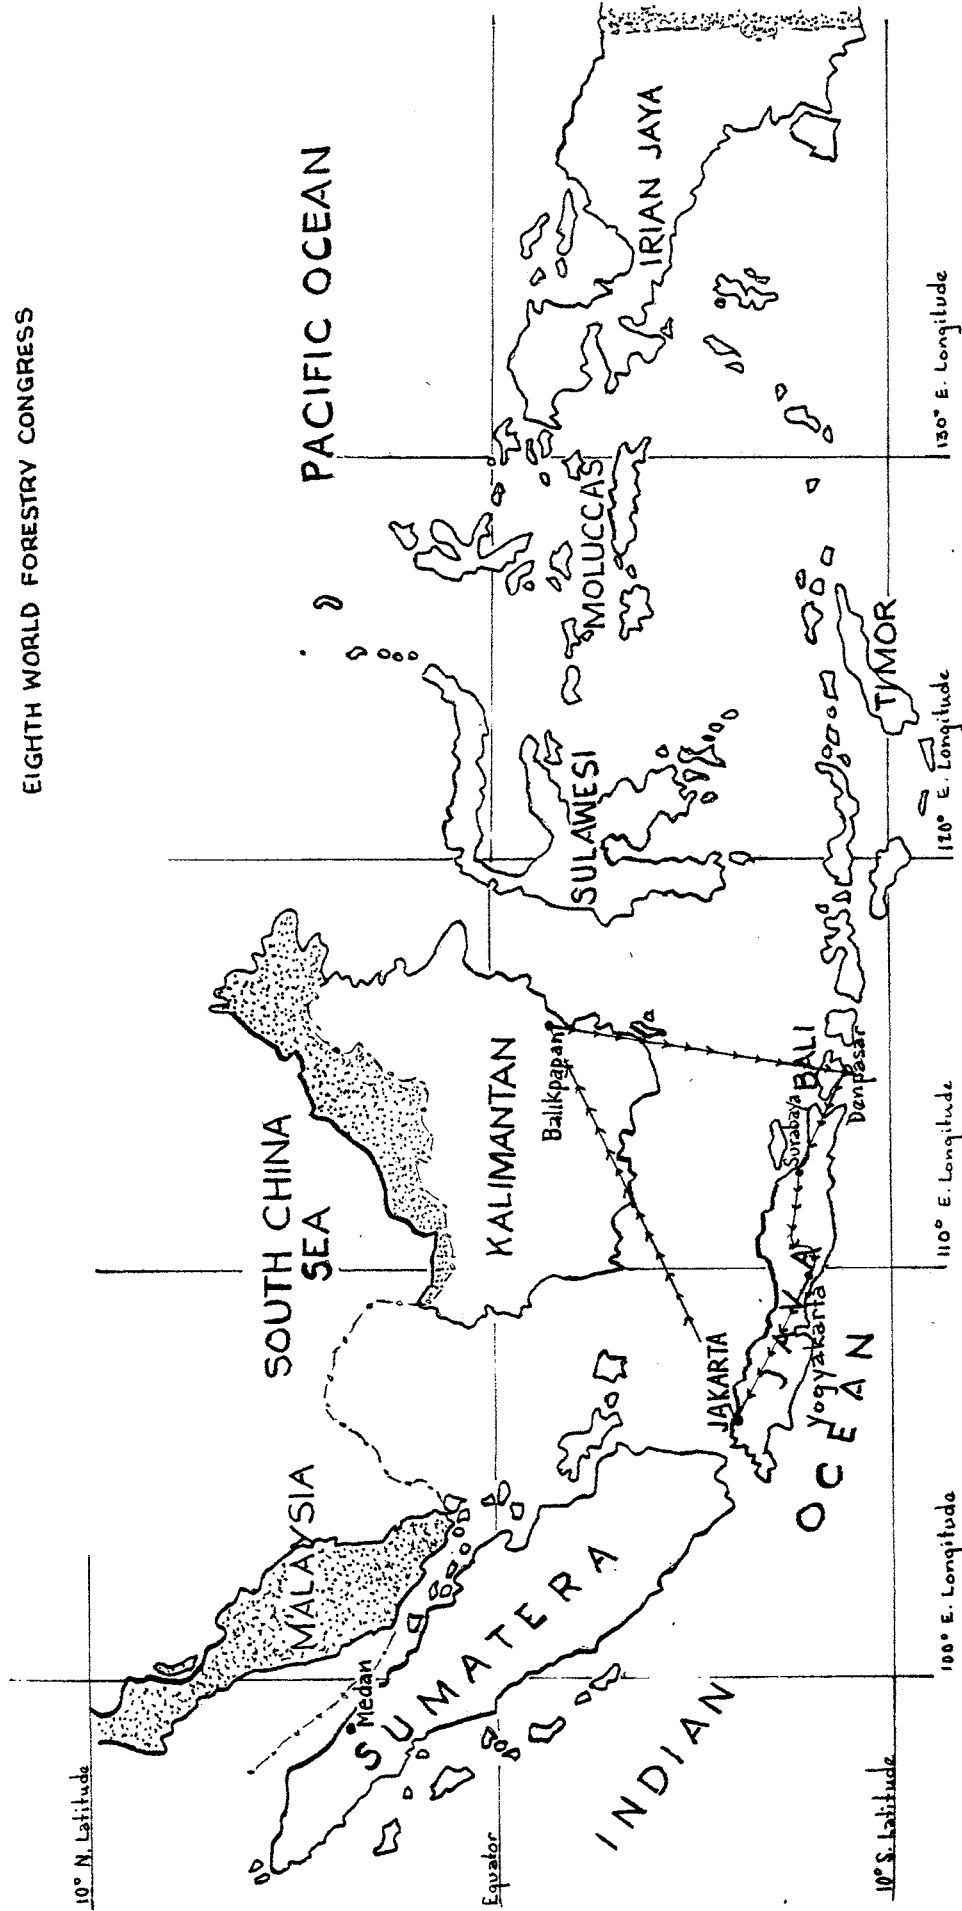 EIGHTH WORLD FORESTRY CONGRESS
10° N. Latitude
MALAYSIA
SOUTH CHINA
SEA
PACIFIC OCEAN
Medan
SUMATERA
Equator
KALIMANTAN
Balikpapan
SULAWESI
MOLUCCAS
IRIAN JAYA
JAKARTA
JAVA
Yogyakarta
Surabaya
BALI
Denpasar
TIMOR
INDIAN
OCEAN
10° S. Latitude
100° E. Longitude
110° E. Longitude
120° E. Longitude
130° E. Longitude